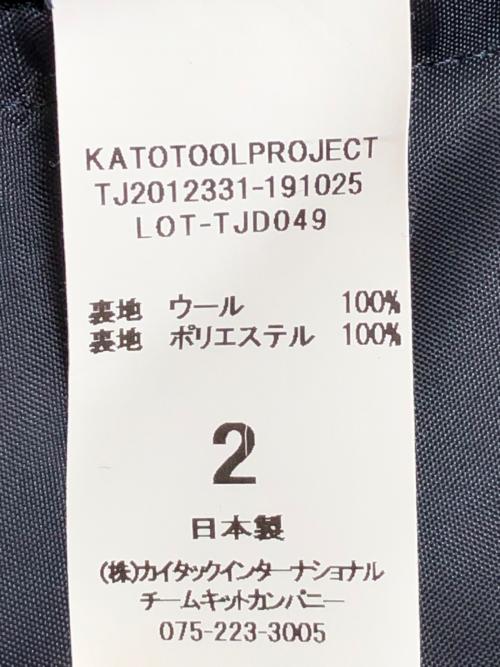 KATOTOOLPROJECT
TJ2012331-191025
LOT-TJD049
裏地 ウール 100%
裏地 ポリエステル 100%
2
日本製
(株)カイタックインターナショナル
チームキットカンパニー
075-223-3005